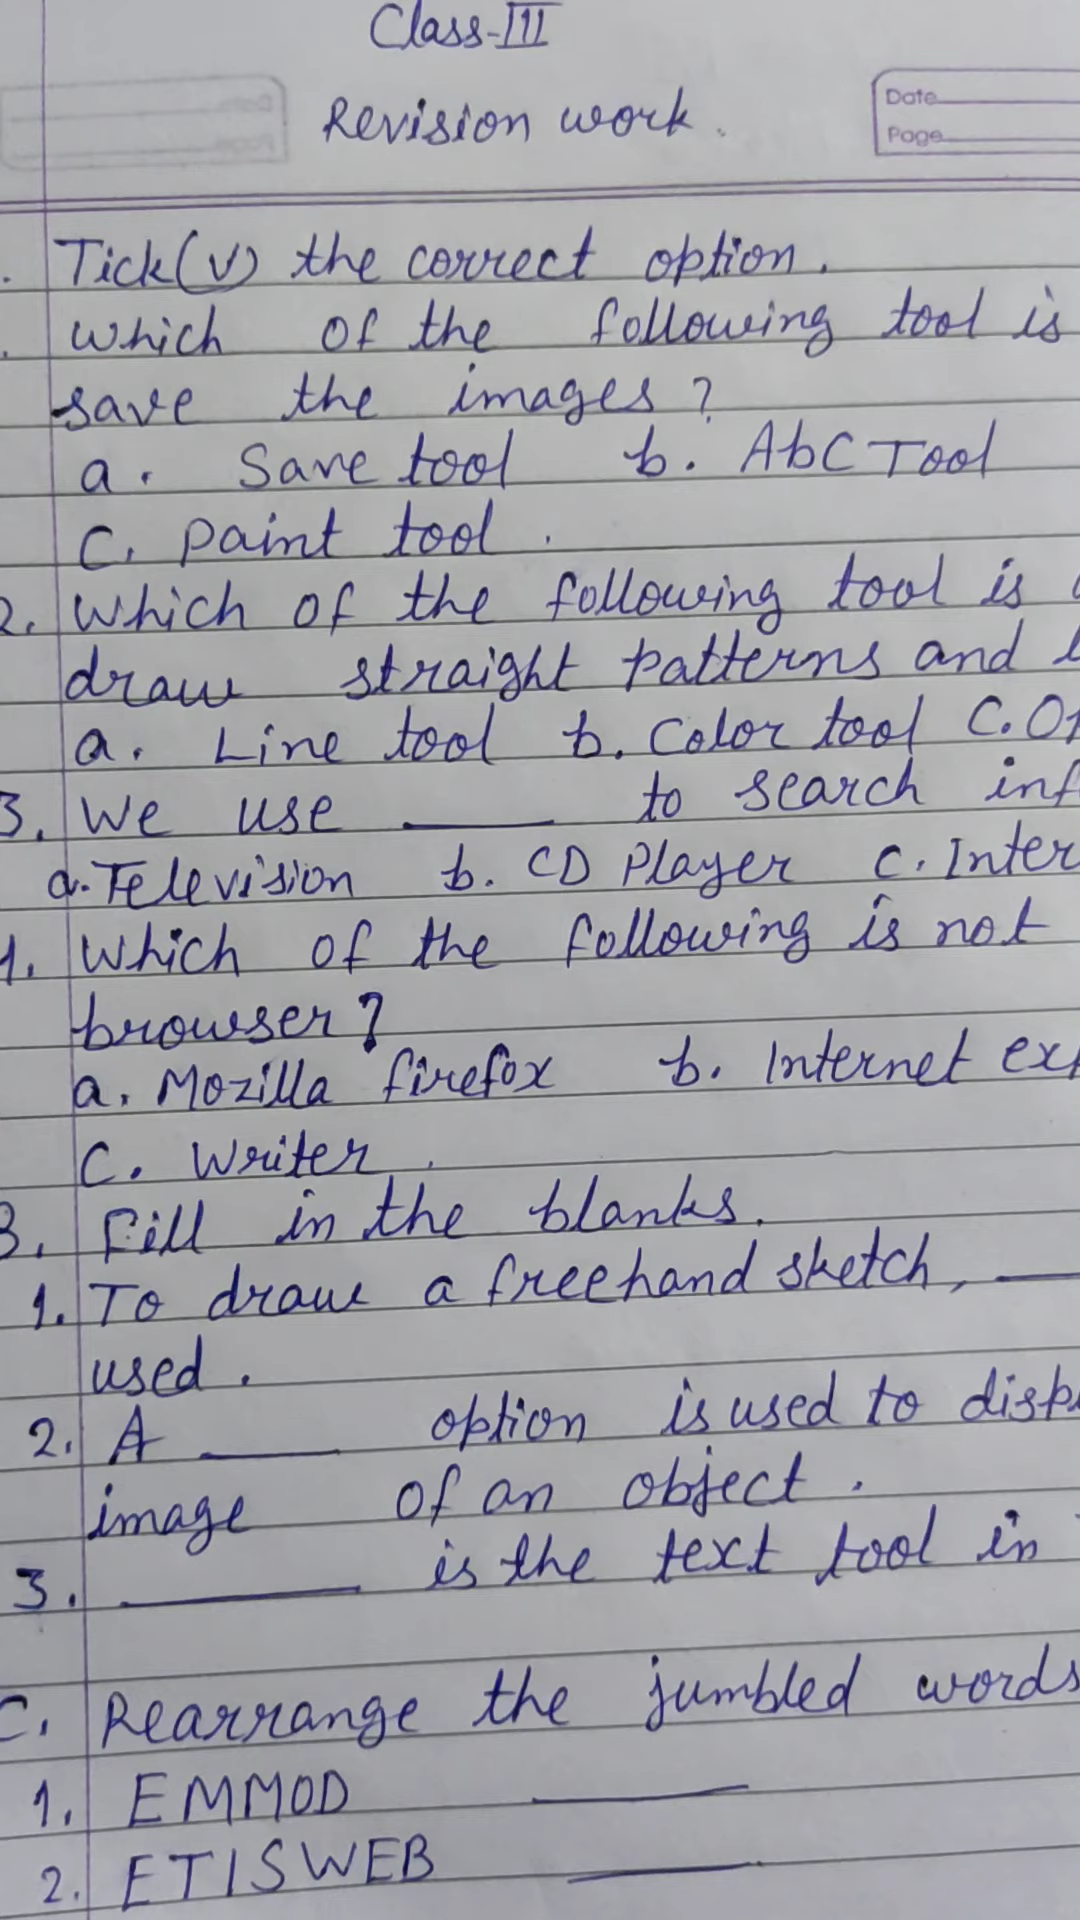 Class-III
Revision work.
Date
Page
Tick(✓) the correct option.
Which of the following tool is
save the images?
a. Save tool b. AbC Tool
C. Paint tool.
2. Which of the following tool is
draw straight patterns and
a. Line tool b. Color tool C.
3. We use ____ to search inf
a. Television b. CD Player C. Inter
4. Which of the following is not
browser?
a. Mozilla firefox b. Internet ex
C. Writer.
B. Fill in the blanks.
1. To draw a freehand sketch, ____
used.
2. A ____ option is used to disp
image of an object.
3. ____ is the text tool in
C. Rearrange the jumbled words
1. EMMOD ____
2. ETISWEB ____